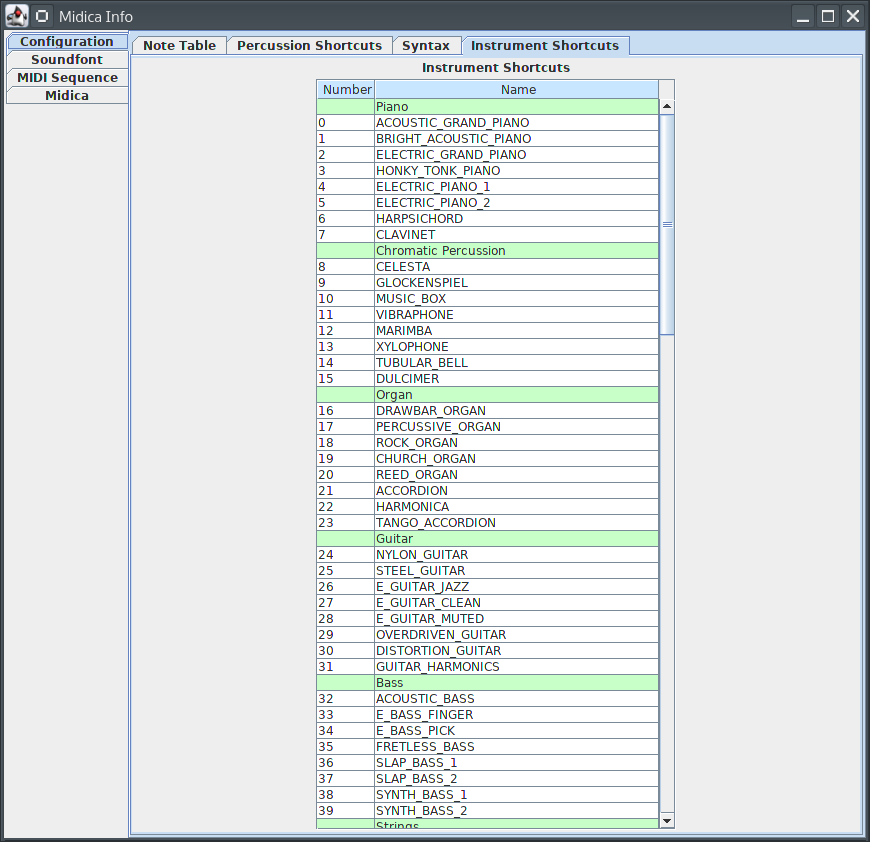 Midica Info
Configuration
Soundfont
MIDI Sequence
Midica
Note Table Percussion Shortcuts Syntax Instrument Shortcuts
Instrument Shortcuts
Number Name
Piano
0 ACOUSTIC_GRAND_PIANO
1 BRIGHT_ACOUSTIC_PIANO
2 ELECTRIC_GRAND_PIANO
3 HONKY_TONK_PIANO
4 ELECTRIC_PIANO_1
5 ELECTRIC_PIANO_2
6 HARPSICHORD
7 CLAVINET
Chromatic Percussion
8 CELESTA
9 GLOCKENSPIEL
10 MUSIC_BOX
11 VIBRAPHONE
12 MARIMBA
13 XYLOPHONE
14 TUBULAR_BELL
15 DULCIMER
Organ
16 DRAWBAR_ORGAN
17 PERCUSSIVE_ORGAN
18 ROCK_ORGAN
19 CHURCH_ORGAN
20 REED_ORGAN
21 ACCORDION
22 HARMONICA
23 TANGO_ACCORDION
Guitar
24 NYLON_GUITAR
25 STEEL_GUITAR
26 E_GUITAR_JAZZ
27 E_GUITAR_CLEAN
28 E_GUITAR_MUTED
29 OVERDRIVEN_GUITAR
30 DISTORTION_GUITAR
31 GUITAR_HARMONICS
Bass
32 ACOUSTIC_BASS
33 E_BASS_FINGER
34 E_BASS_PICK
35 FRETLESS_BASS
36 SLAP_BASS_1
37 SLAP_BASS_2
38 SYNTH_BASS_1
39 SYNTH_BASS_2
Strings